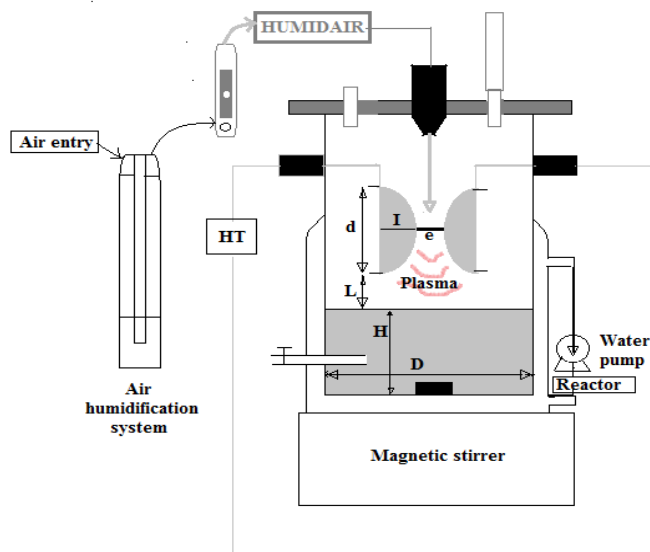 HUMIDAIR
Air entry
HT
d
I
e
L
Plasma
H
D
Water
pump
Reactor
Air
humidification
system
Magnetic stirrer